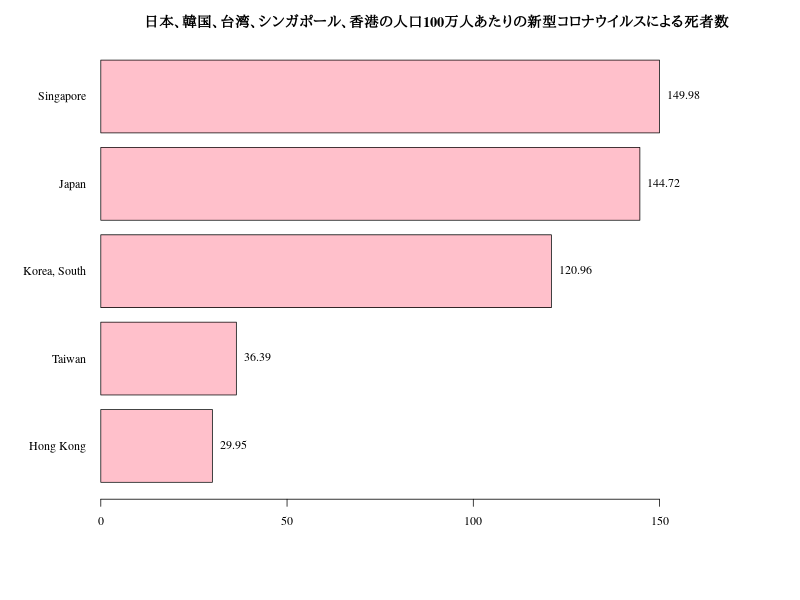 日本、韓国、台湾、シンガポール、香港の人口100万人あたりの新型コロナウイルスによる死者数
Singapore 149.98
Japan 144.72
Korea, South 120.96
Taiwan 36.39
Hong Kong 29.95
0 50 100 150